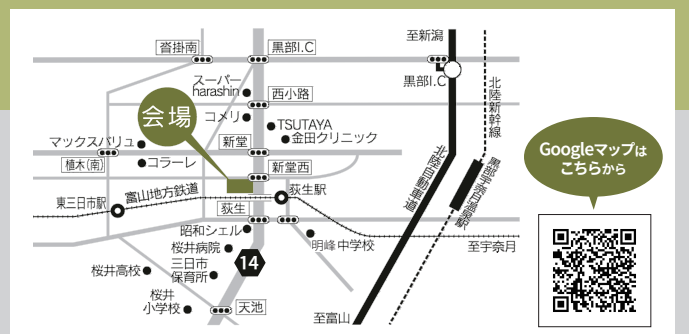 至新潟
沓掛南
黒部I.C
スーパー
harashin
西小路
黒部I.C
北陸新幹線
会場
コメリ
TSUTAYA
金田クリニック
マックスバリュ
新堂
北陸自動車道
黒部宇奈月温泉駅
Googleマップは
こちらから
植木(南)
コラーレ
新堂西
東三日市駅
富山地方鉄道
荻生駅
荻生
昭和シェル
桜井病院
明峰中学校
至宇奈月
桜井高校
三日市
保育所
14
桜井
小学校
天池
至富山